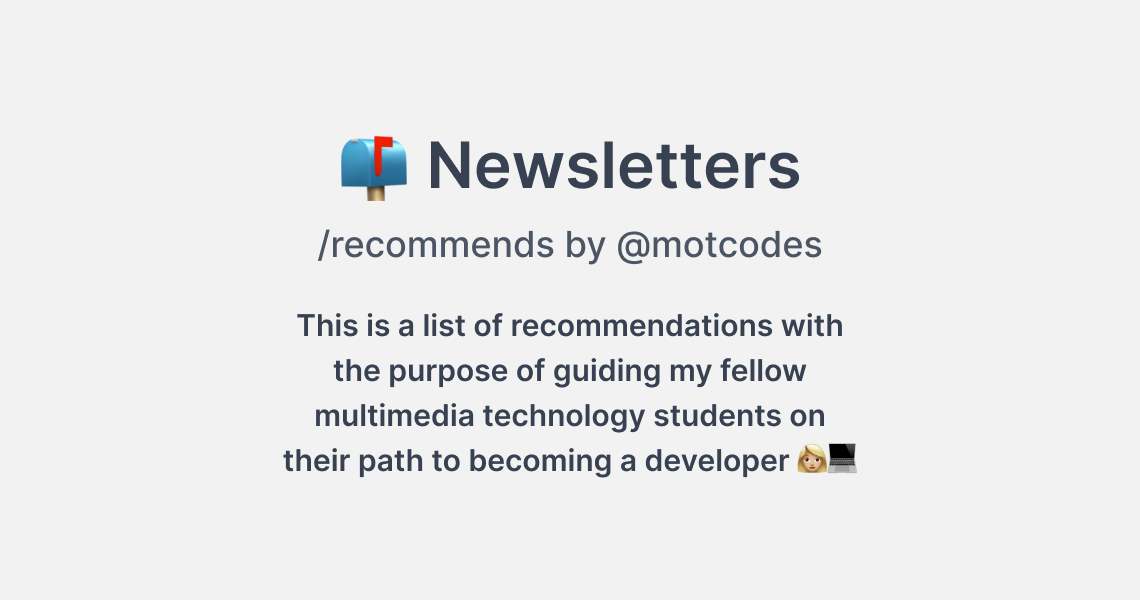 📫 Newsletters
/recommends by @motcodes
This is a list of recommendations with
the purpose of guiding my fellow
multimedia technology students on
their path to becoming a developer 👩🏼💻